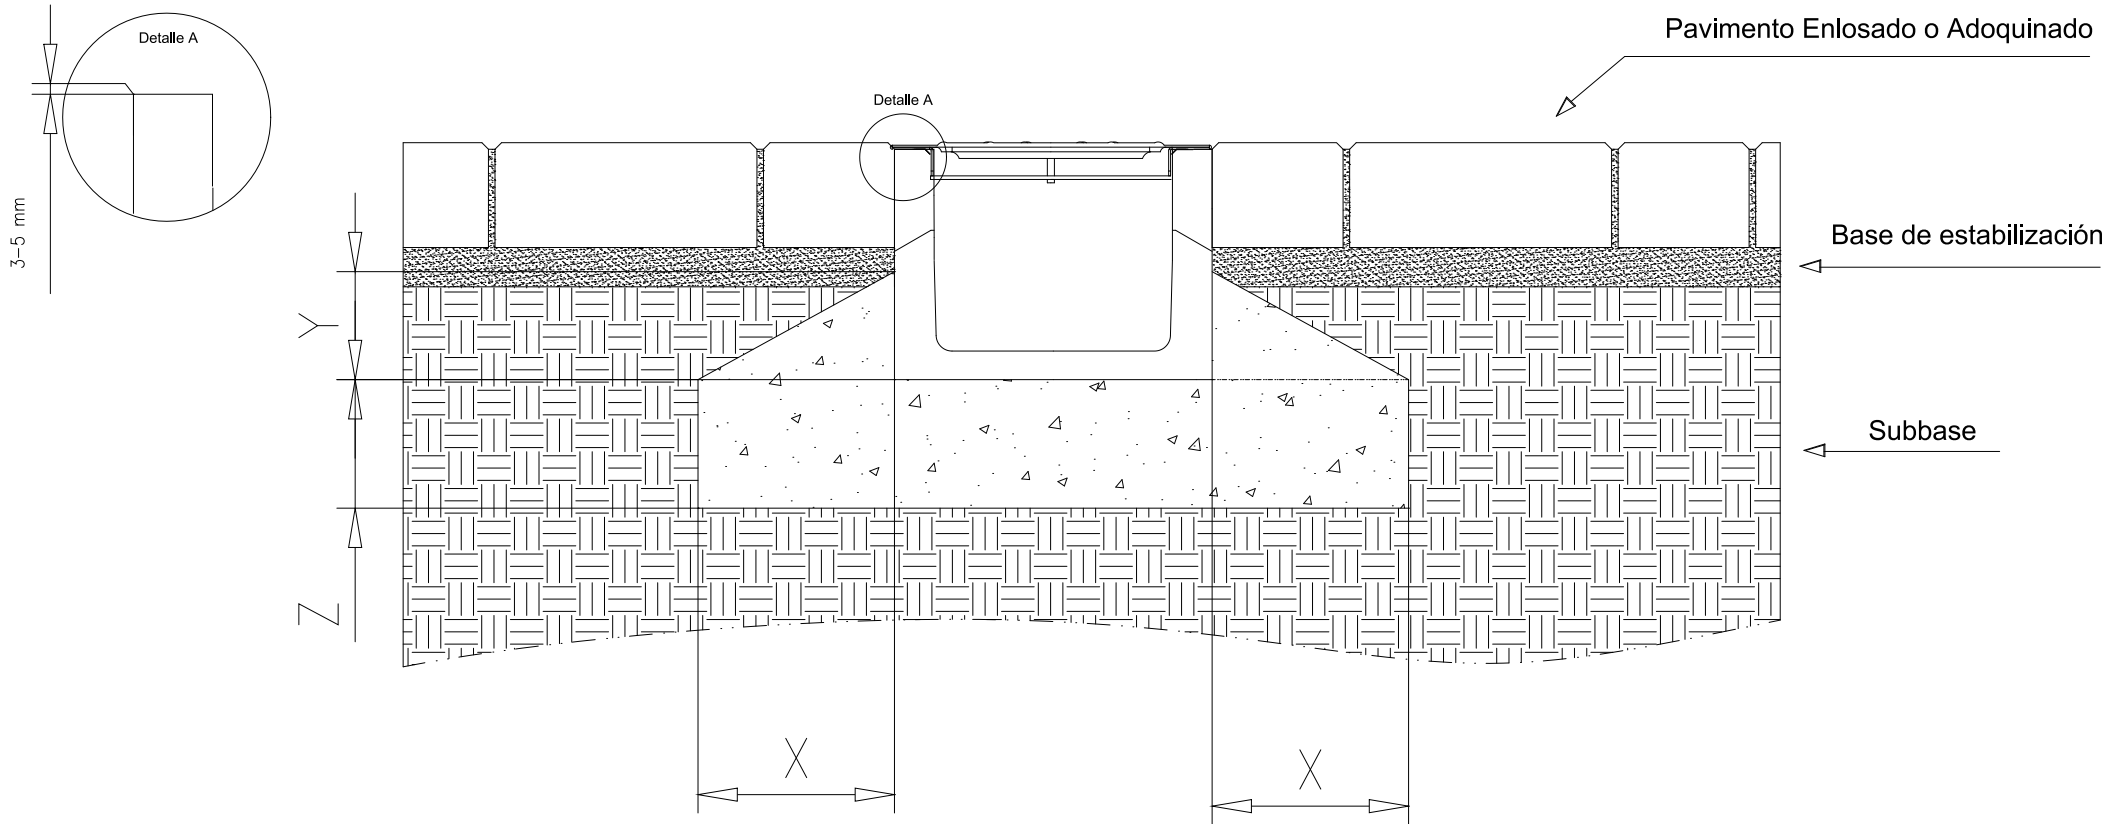 Detalle A
3-5 mm
Detalle A
Pavimento Enlosado o Adoquinado
Base de estabilización
Subbase
Y
Z
X
X